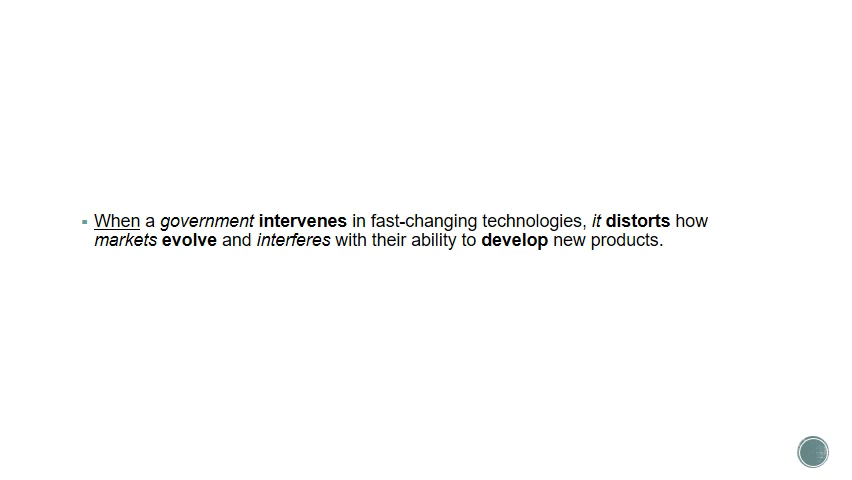 When a government intervenes in fast-changing technologies, it distorts how
markets evolve and interferes with their ability to develop new products.